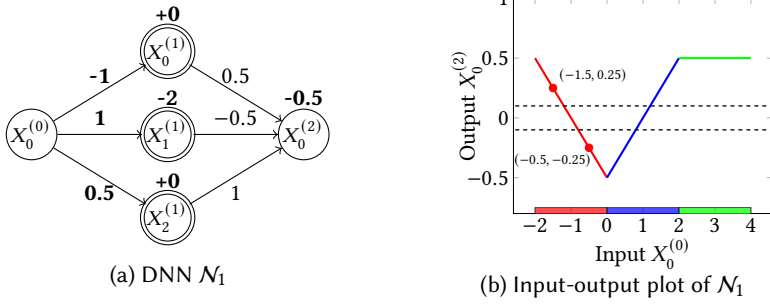 +0
X_0^{(1)}
-1
0.5
-2
-0.5
X_0^{(0)}
1
X_1^{(1)}
−0.5
X_0^{(2)}
+0
0.5
X_2^{(1)}
1
(a) DNN N_1
1
0.5
(−1.5, 0.25)
0
(−0.5, −0.25)
−0.5
Output X_0^{(2)}
−2 −1 0 1 2 3 4
Input X_0^{(0)}
(b) Input-output plot of N_1